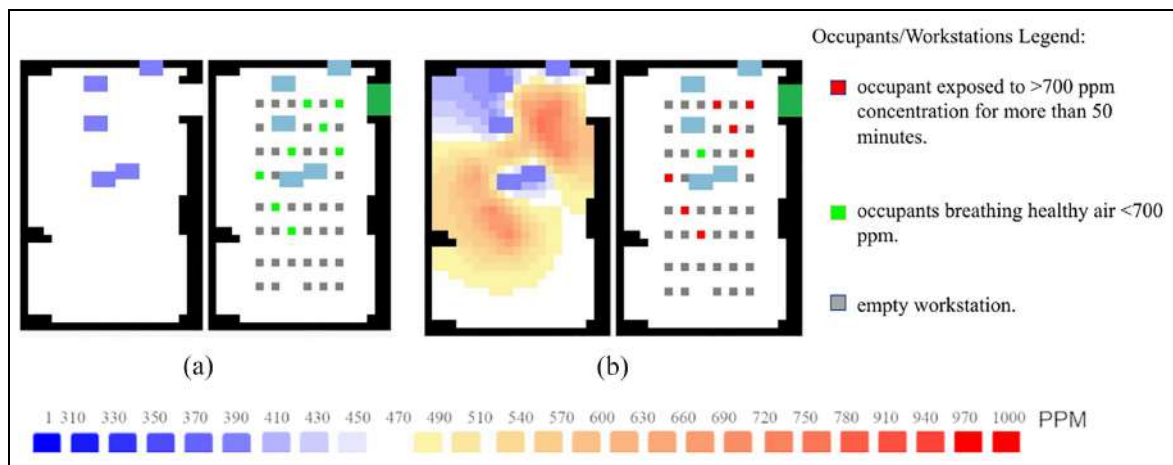 Occupants/Workstations Legend:
occupant exposed to >700 ppm
concentration for more than 50
minutes.
occupants breathing healthy air <700
ppm.
empty workstation.
(a)
(b)
1 310 330 350 370 390 410 430 450 470 490 510 540 570 600 630 660 690 720 750 780 910 940 970 1000 PPM